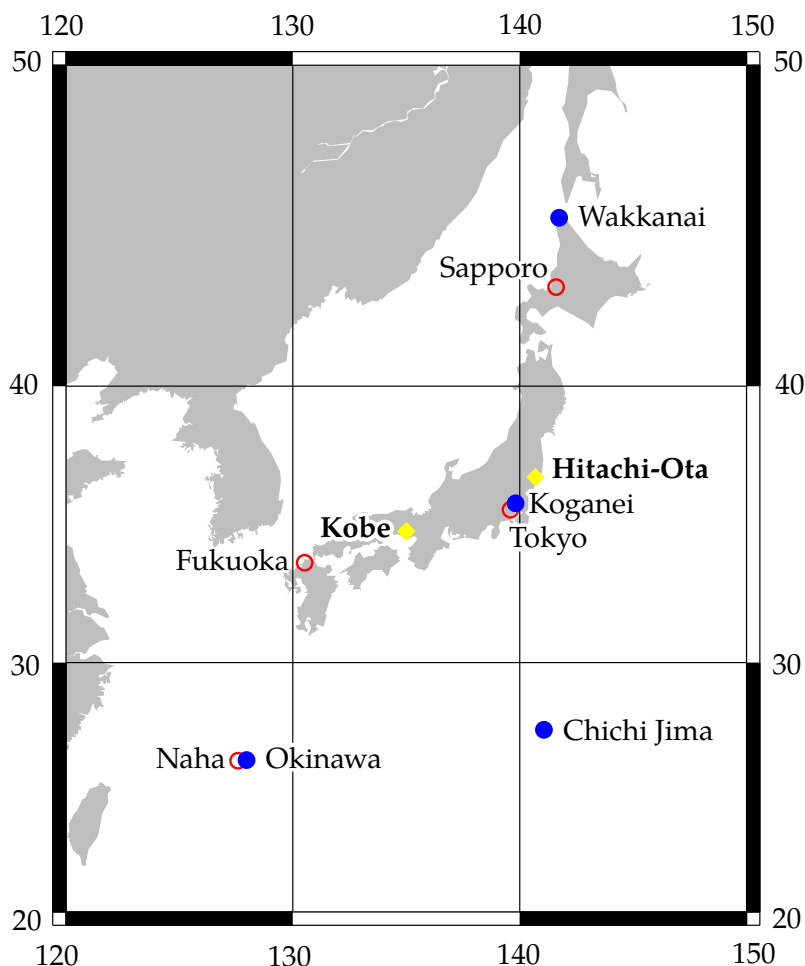 120 130 140 150
50 50
Wakkanai
Sapporo
40 40
Hitachi-Ota
Koganei
Kobe
Tokyo
Fukuoka
30 30
Chichi Jima
Naha Okinawa
20 20
120 130 140 150